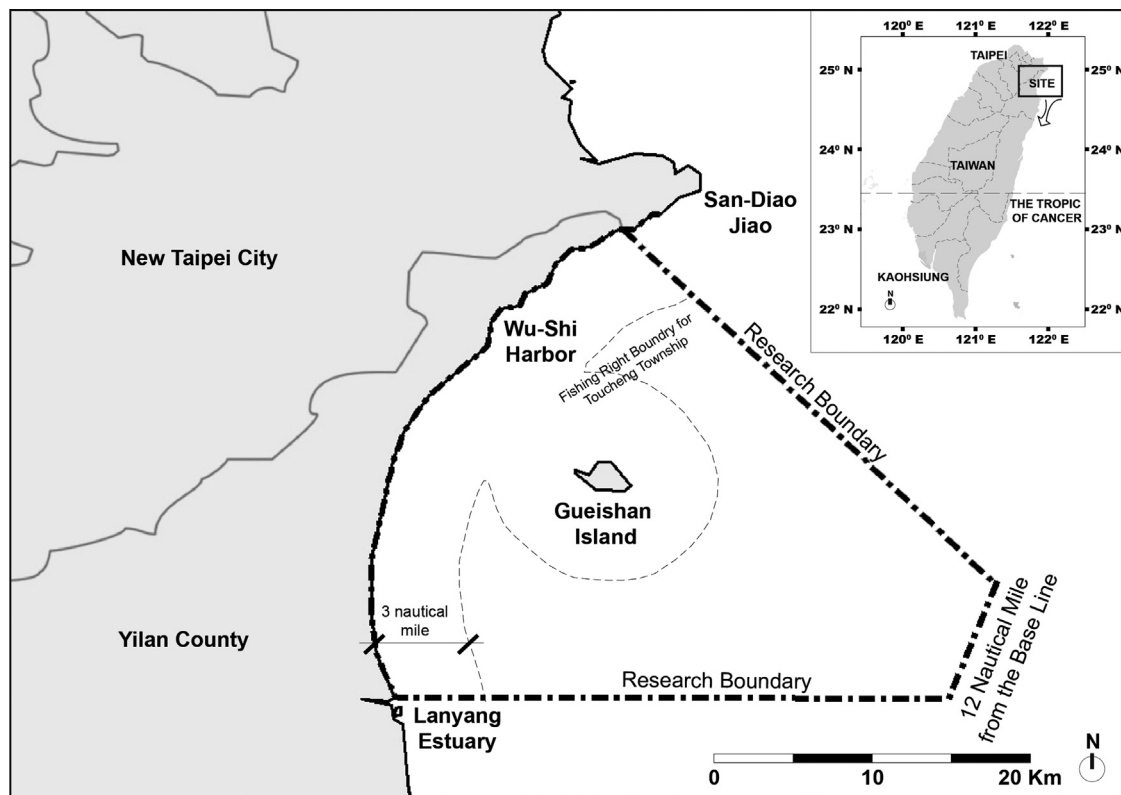 120° E
121° E
122° E
TAIPEI
25° N
25° N
SITE
24° N
24° N
TAIWAN
THE TROPIC
OF CANCER
23° N
23° N
KAOHSIUNG
N
22° N
22° N
120° E
121° E
122° E
San-Diao
Jiao
New Taipei City
Wu-Shi
Harbor
Fishing Right Boundry for
Toucheng Township
Research Boundary
Gueishan
Island
3 nautical
mile
Yilan County
12 Nautical Mile
from the Base Line
Research Boundary
Lanyang
Estuary
N
0
10
20 Km